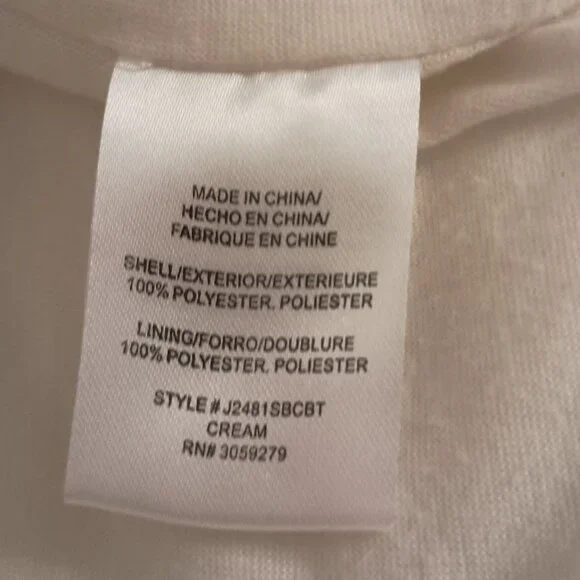 MADE IN CHINA/
HECHO EN CHINA/
FABRIQUE EN CHINE
SHELL/EXTERIOR/EXTERIEURE
100% POLYESTER. POLIESTER
LINING/FORRO/DOUBLURE
100% POLYESTER. POLIESTER
STYLE # J2481SBCBT
CREAM
RN# 3059279